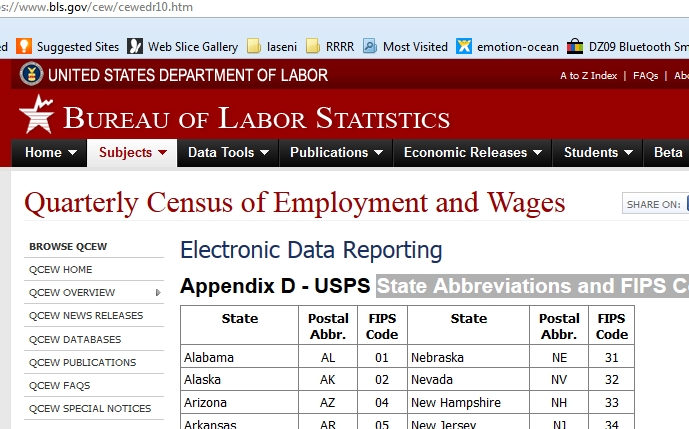 s://www.bls.gov/cew/cewedr10.htm
ed Suggested Sites Web Slice Gallery laseni RRRR Most Visited emotion-ocean DZ09 Bluetooth Sm
UNITED STATES DEPARTMENT OF LABOR
A to Z Index | FAQs | Abo
BUREAU OF LABOR STATISTICS
Home Subjects Data Tools Publications Economic Releases Students Beta
Quarterly Census of Employment and Wages
SHARE ON:
BROWSE QCEW
QCEW HOME
QCEW OVERVIEW
QCEW NEWS RELEASES
QCEW DATABASES
QCEW PUBLICATIONS
QCEW FAQS
QCEW SPECIAL NOTICES
Electronic Data Reporting
Appendix D - USPS State Abbreviations and FIPS Co
State Postal Abbr. FIPS Code State Postal Abbr. FIPS Code
Alabama AL 01 Nebraska NE 31
Alaska AK 02 Nevada NV 32
Arizona AZ 04 New Hampshire NH 33
Arkansas AR 05 New Jersey NJ 34